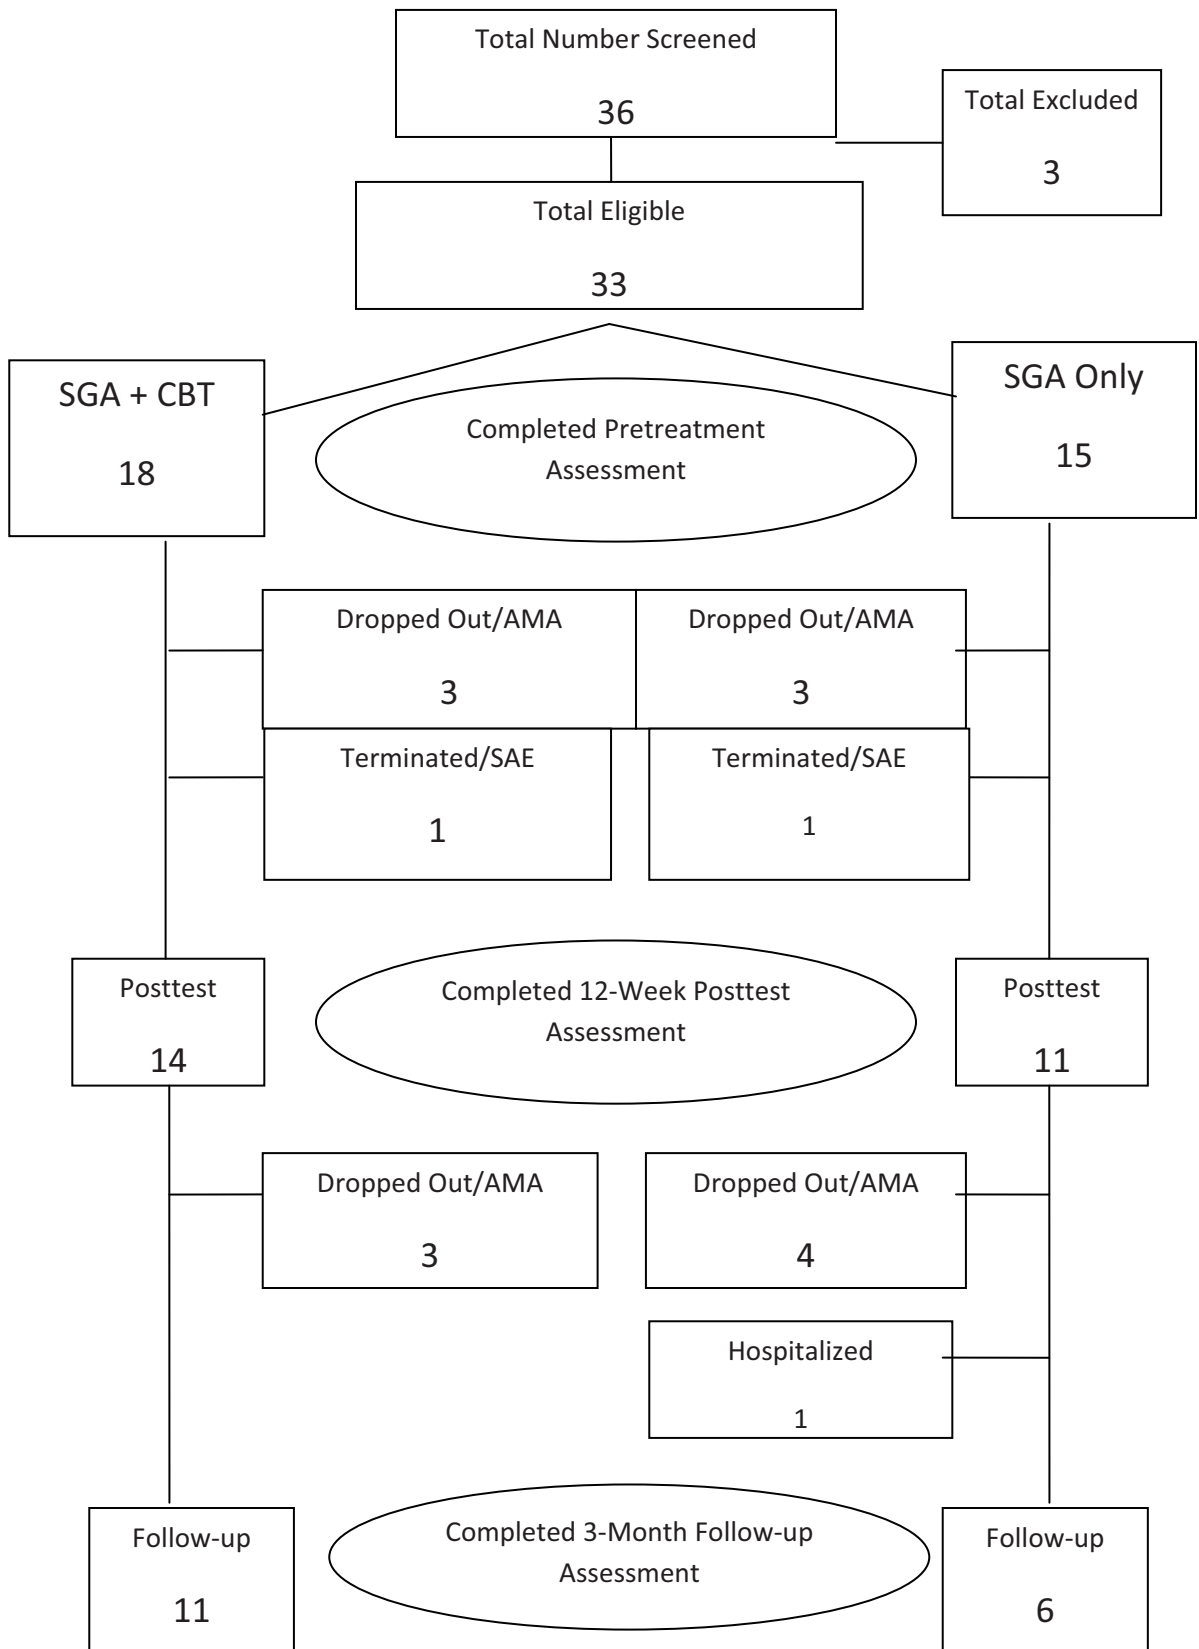 Total Number Screened
36
Total Excluded
3
Total Eligible
33
SGA + CBT
18
Completed Pretreatment
Assessment
SGA Only
15
Dropped Out/AMA
3
Dropped Out/AMA
3
Terminated/SAE
1
Terminated/SAE
1
Posttest
14
Completed 12-Week Posttest
Assessment
Posttest
11
Dropped Out/AMA
3
Dropped Out/AMA
4
Hospitalized
1
Follow-up
11
Completed 3-Month Follow-up
Assessment
Follow-up
6